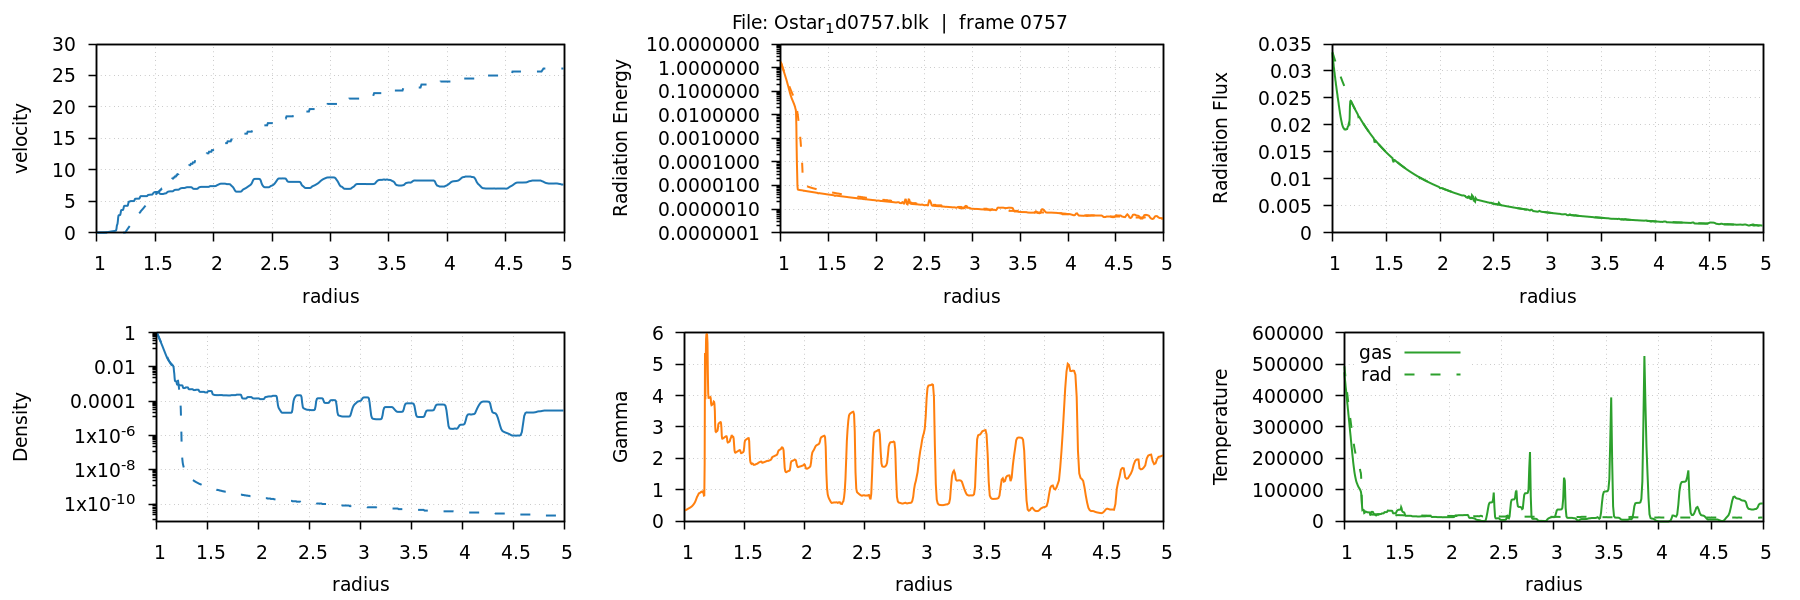 File: Ostar1d0757.blk | frame 0757
30
25
20
15
10
5
0
velocity
1 1.5 2 2.5 3 3.5 4 4.5 5
radius
10.0000000
1.0000000
0.1000000
0.0100000
0.0010000
0.0001000
0.0000100
0.0000010
0.0000001
Radiation Energy
1 1.5 2 2.5 3 3.5 4 4.5 5
radius
0.035
0.03
0.025
0.02
0.015
0.01
0.005
0
Radiation Flux
1 1.5 2 2.5 3 3.5 4 4.5 5
radius
1
0.01
0.0001
1x10-6
1x10-8
1x10-10
Density
1 1.5 2 2.5 3 3.5 4 4.5 5
radius
6
5
4
3
2
1
0
Gamma
1 1.5 2 2.5 3 3.5 4 4.5 5
radius
600000
500000
400000
300000
200000
100000
0
Temperature
gas
rad
1 1.5 2 2.5 3 3.5 4 4.5 5
radius